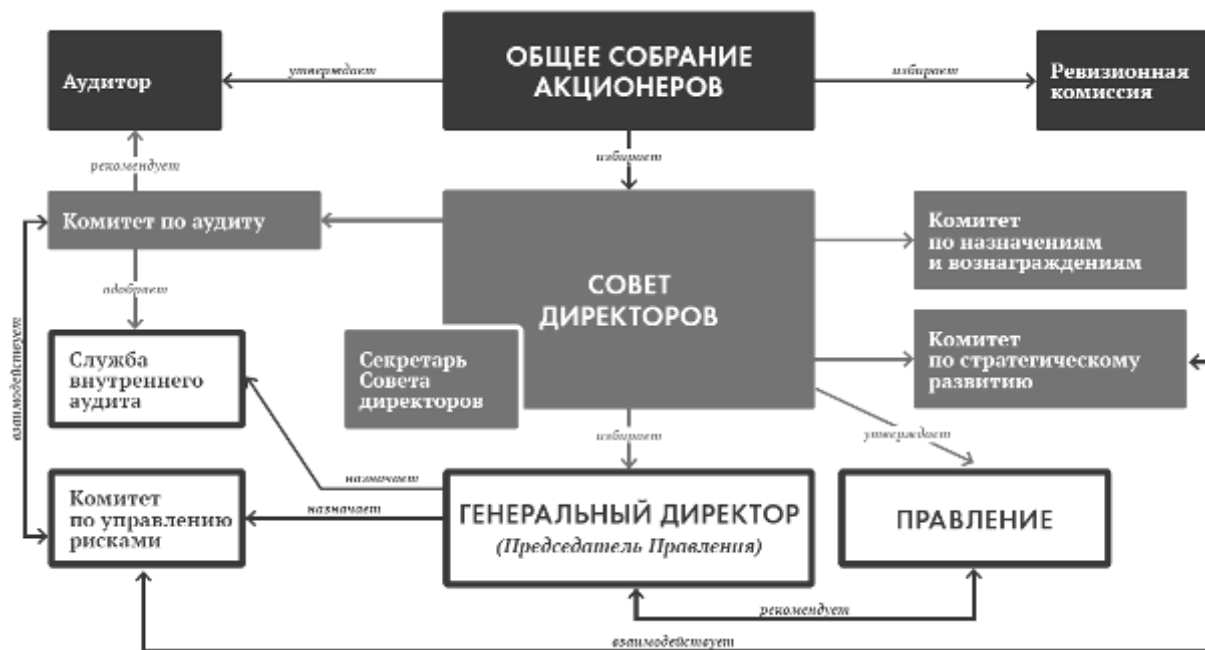 ОБЩЕЕ СОБРАНИЕ
АКЦИОНЕРОВ
Аудитор
утверждает
избирает
Ревизионная
комиссия
избирает
рекомендует
Комитет по аудиту
СОВЕТ
ДИРЕКТОРОВ
Комитет
по назначениям
и вознаграждениям
одобряет
Служба
внутреннего
аудита
Секретарь
Совета
директоров
Комитет
по стратегическому
развитию
взаимодействует
избирает
утверждает
назначает
назначает
Комитет
по управлению
рисками
ГЕНЕРАЛЬНЫЙ ДИРЕКТОР
(Председатель Правления)
ПРАВЛЕНИЕ
рекомендует
взаимодействует